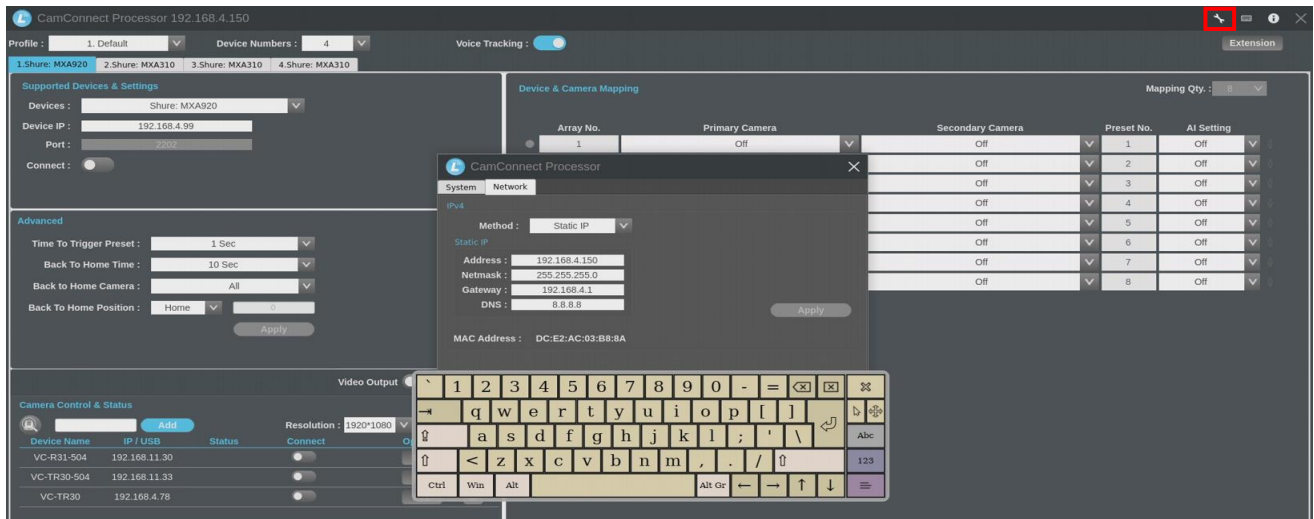 CamConnect Processor 192.168.4.150
Profile : 1. Default Device Numbers : 4 Voice Tracking : Extension
1.Shure: MXA920 2.Shure: MXA310 3.Shure: MXA310 4.Shure: MXA310
Supported Devices & Settings
Devices : Shure: MXA920
Device IP : 192.168.4.99
Port : 2202
Connect :
Device & Camera Mapping Mapping Qty. : 8
Array No. Primary Camera Secondary Camera Preset No. AI Setting
1 Off Off 1 Off
Off 2 Off
Off 3 Off
Off 4 Off
Off 5 Off
Off 6 Off
Off 7 Off
Off 8 Off
Advanced
Time To Trigger Preset : 1 Sec
Back To Home Time : 10 Sec
Back to Home Camera : All
Back To Home Position : Home 0
Apply
CamConnect Processor
System Network
IPv4
Method : Static IP
Static IP
Address : 192.168.4.150
Netmask : 255.255.255.0
Gateway : 192.168.4.1
DNS : 8.8.8.8
Apply
MAC Address : DC:E2:AC:03:B8:8A
Video Output
Camera Control & Status
Add Resolution : 1920*1080
Device Name IP / USB Status Connect
VC-R31-504 192.168.11.30
VC-TR30-504 192.168.11.33
VC-TR30 192.168.4.78
` 1 2 3 4 5 6 7 8 9 0 - =
q w e r t y u i o p [ ]
a s d f g h j k l ; ' \ Abc
< z x c v b n m , . / 123
Ctrl Win Alt Alt Gr ← → ↑ ↓